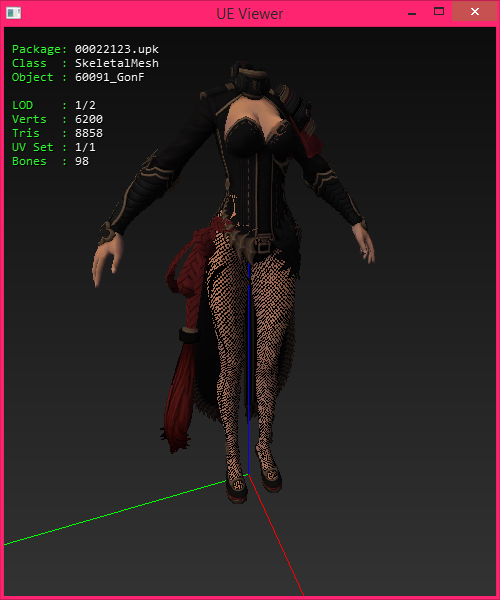 UE Viewer
Package: 00022123.upk
Class : SkeletalMesh
Object : 60091_GonF
LOD : 1/2
Verts : 6200
Tris : 8858
UV Set : 1/1
Bones : 98